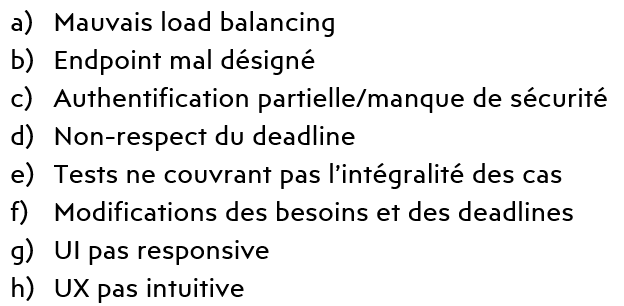 a) Mauvais load balancing
b) Endpoint mal désigné
c) Authentification partielle/manque de sécurité
d) Non-respect du deadline
e) Tests ne couvrant pas l’intégralité des cas
f) Modifications des besoins et des deadlines
g) UI pas responsive
h) UX pas intuitive